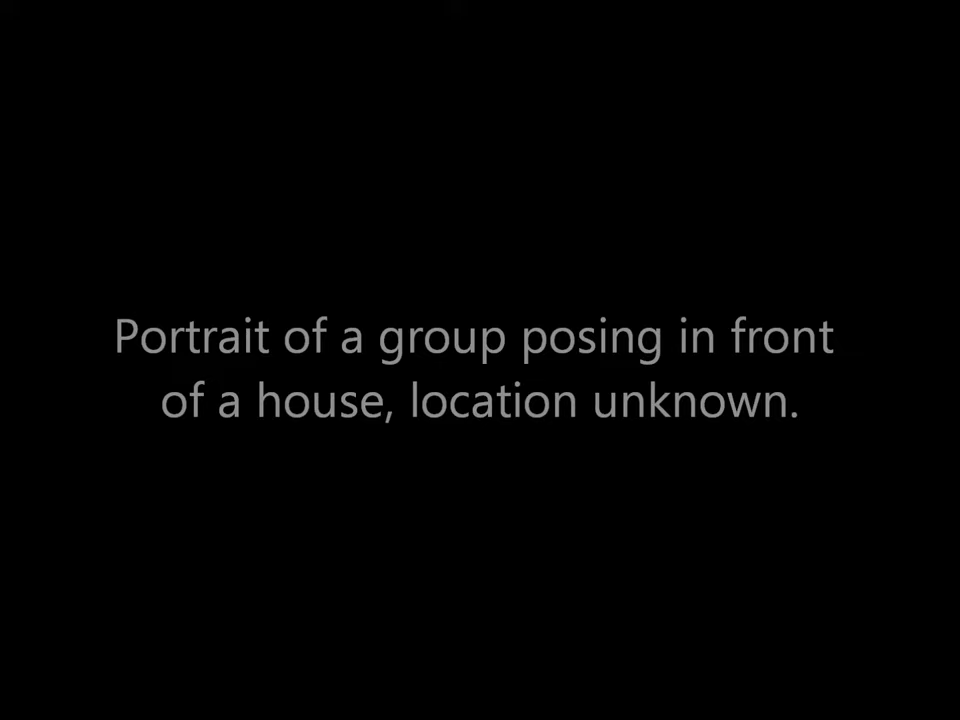 Portrait of a group posing in front
of a house, location unknown.